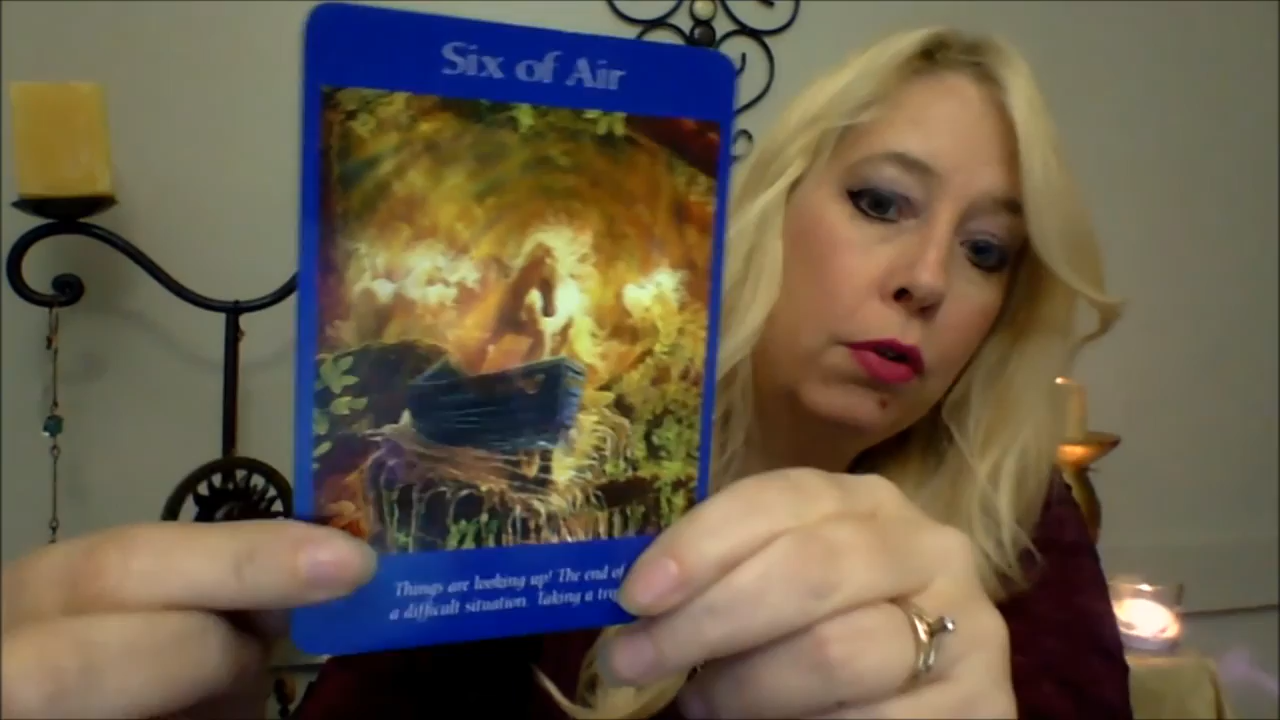 Six of Air
Things are looking up! The end of
a difficult situation. Taking a